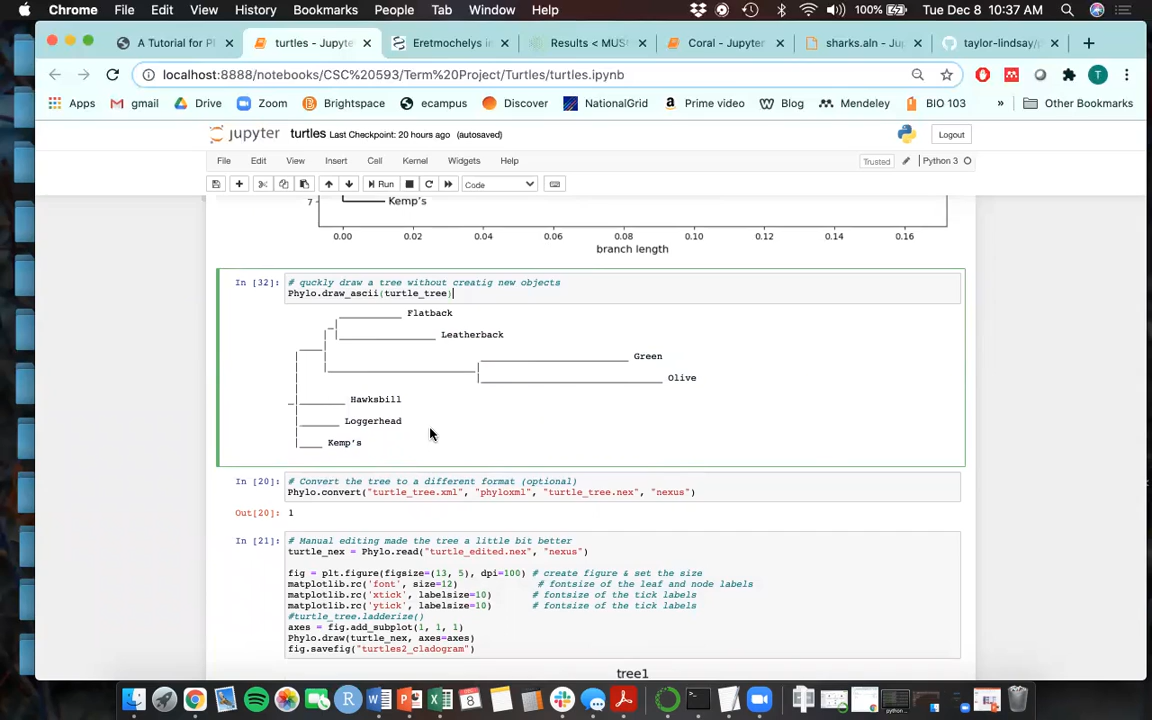 Chrome File Edit View History Bookmarks People Tab Window Help 100% Tue Dec 8 10:37 AM
A Tutorial for P turtles - Jupyte Eretmochelys i Results < MUS Coral - Jupyter sharks.aln - Ju taylor-lindsay/p
localhost:8888/notebooks/CSC%20593/Term%20Project/Turtles/turtles.ipynb T
Apps gmail Drive Zoom Brightspace ecampus Discover NationalGrid Prime video Blog Mendeley BIO 103 » Other Bookmarks
jupyter turtles Last Checkpoint: 20 hours ago (autosaved) Logout
File Edit View Insert Cell Kernel Widgets Help Trusted Python 3
Run Code
7 Kemp's
0.00 0.02 0.04 0.06 0.08 0.10 0.12 0.14 0.16
branch length
In [32]: # quckly draw a tree without creatig new objects
Phylo.draw_ascii(turtle_tree)
Flatback
Leatherback
Green
Olive
Hawksbill
Loggerhead
Kemp's
In [20]: # Convert the tree to a different format (optional)
Phylo.convert("turtle_tree.xml", "phyloxml", "turtle_tree.nex", "nexus")
Out[20]: 1
In [21]: # Manual editing made the tree a little bit better
turtle_nex = Phylo.read("turtle_edited.nex", "nexus")
fig = plt.figure(figsize=(13, 5), dpi=100) # create figure & set the size
matplotlib.rc('font', size=12) # fontsize of the leaf and node labels
matplotlib.rc('xtick', labelsize=10) # fontsize of the tick labels
matplotlib.rc('ytick', labelsize=10) # fontsize of the tick labels
#turtle_tree.ladderize()
axes = fig.add_subplot(1, 1, 1)
Phylo.draw(turtle_nex, axes=axes)
fig.savefig("turtles2_cladogram")
tree1